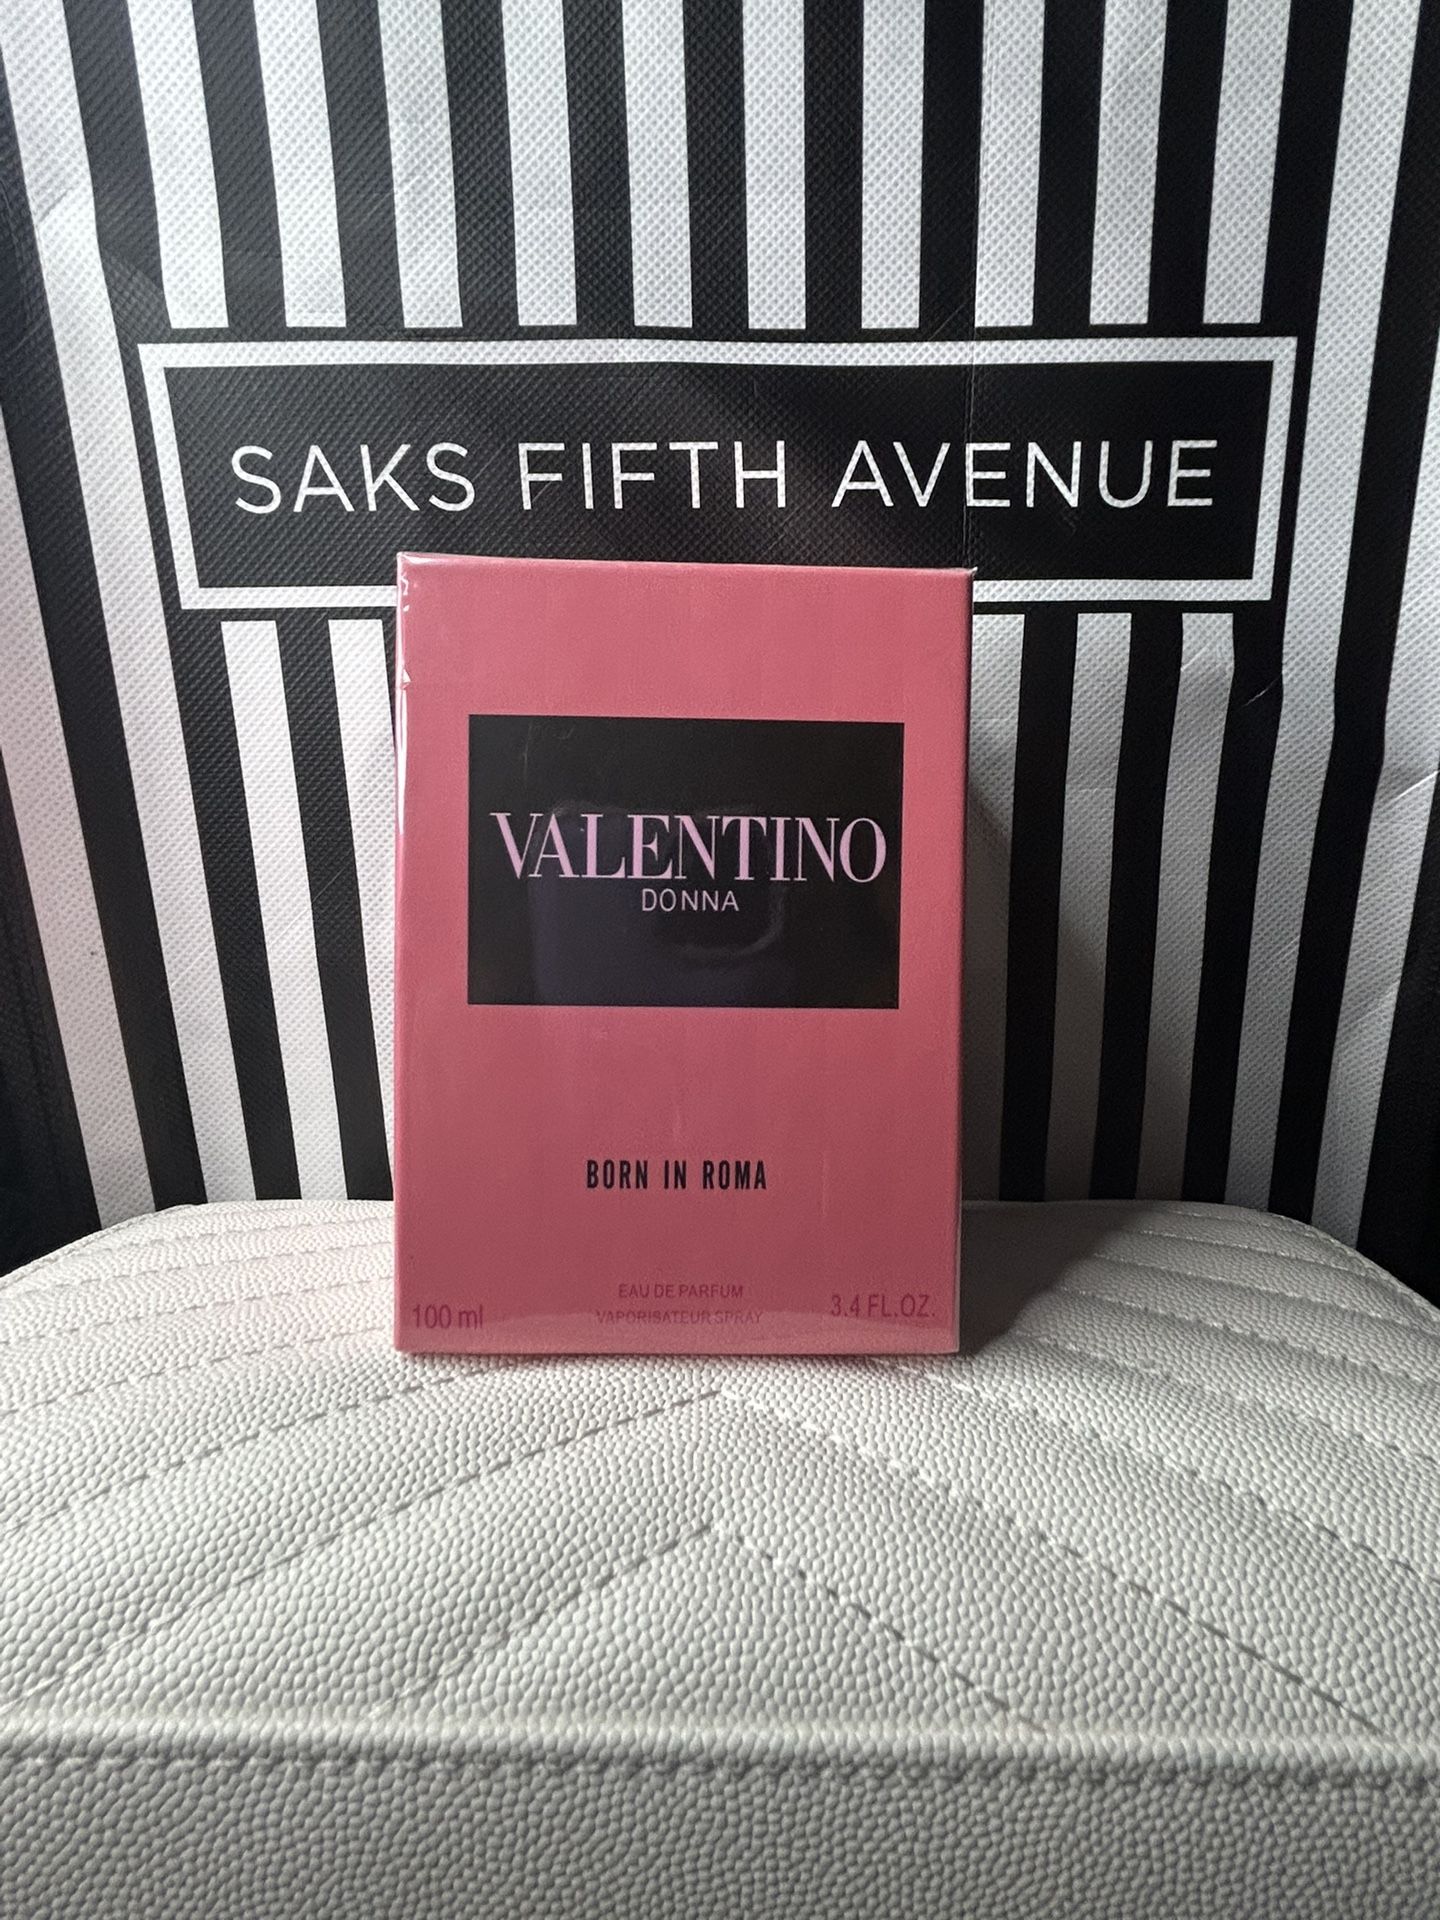 SAKS FIFTH AVENUE
VALENTINO
DONNA
BORN IN ROMA
EAU DE PARFUM
VAPORISATEUR SPRAY
100 ml
3.4 FL.OZ.